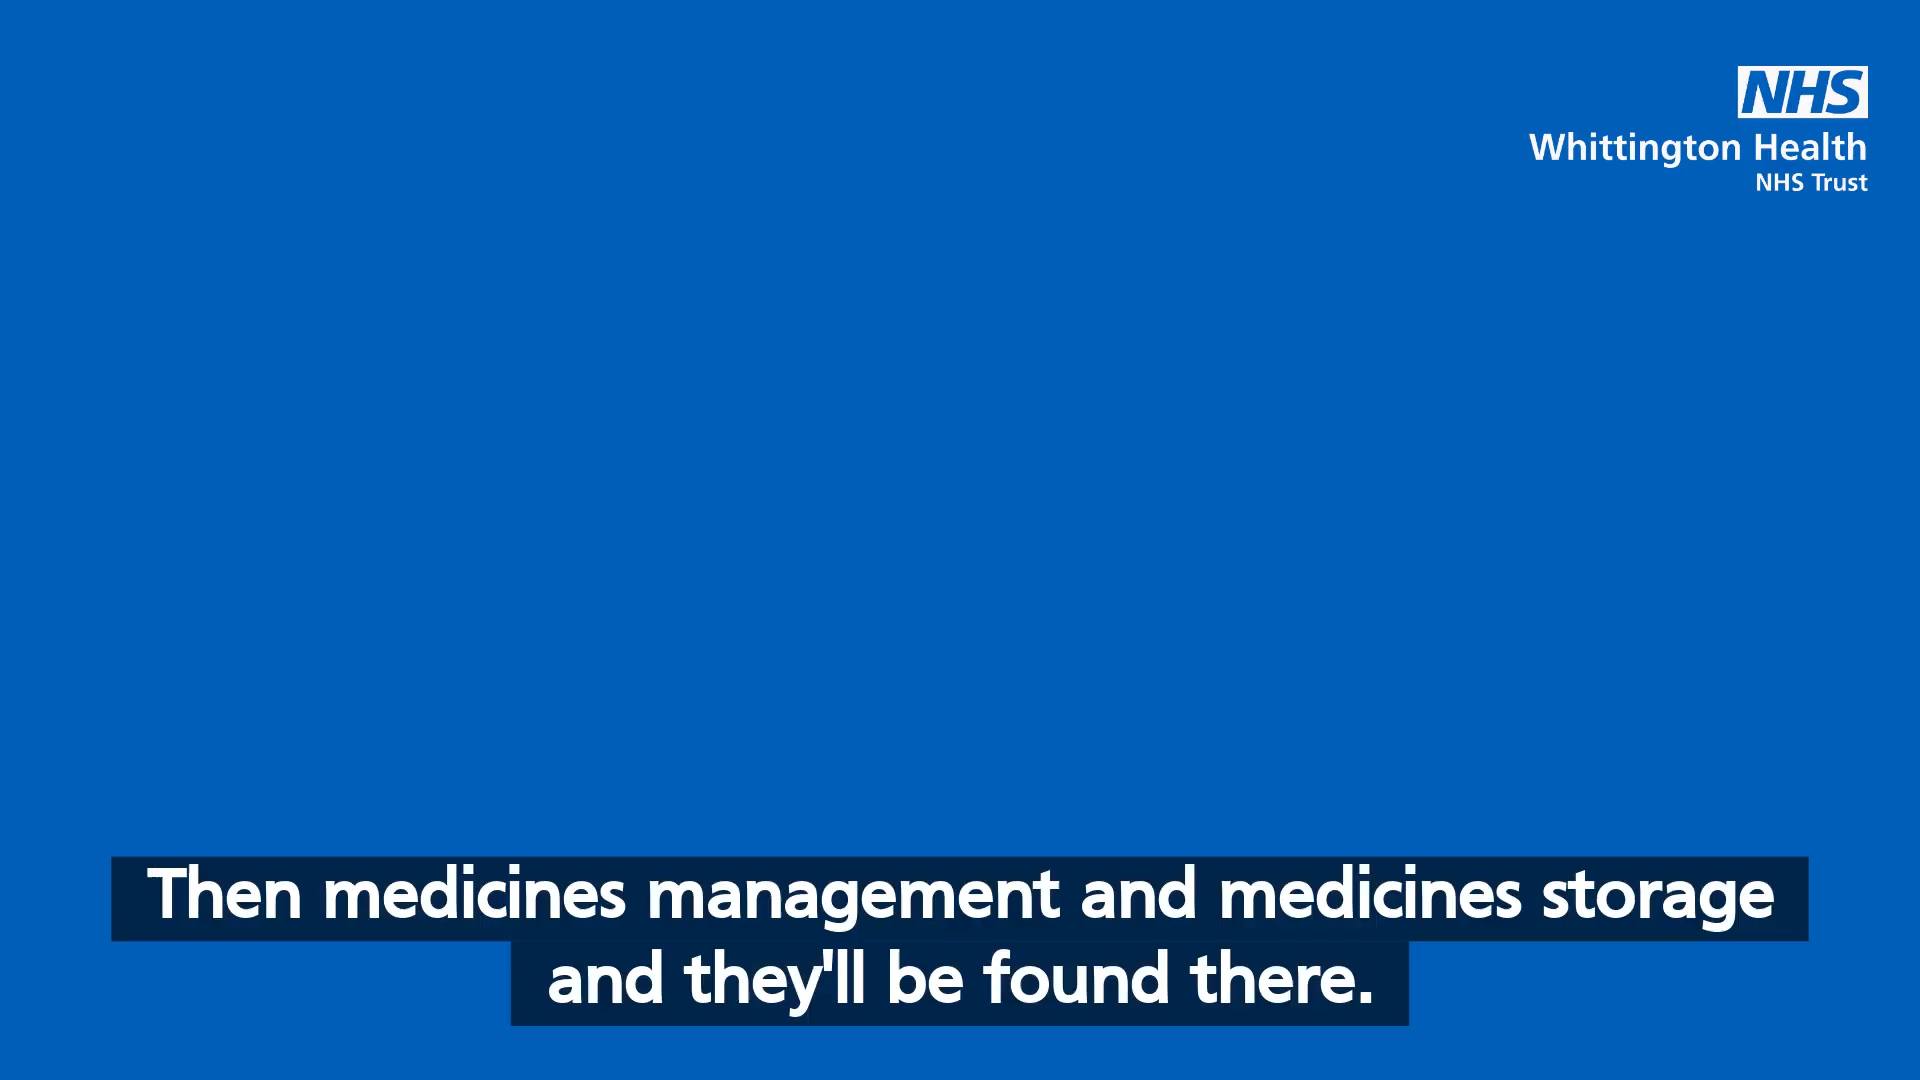 NHS
Whittington Health
NHS Trust
Then medicines management and medicines storage
and they'll be found there.